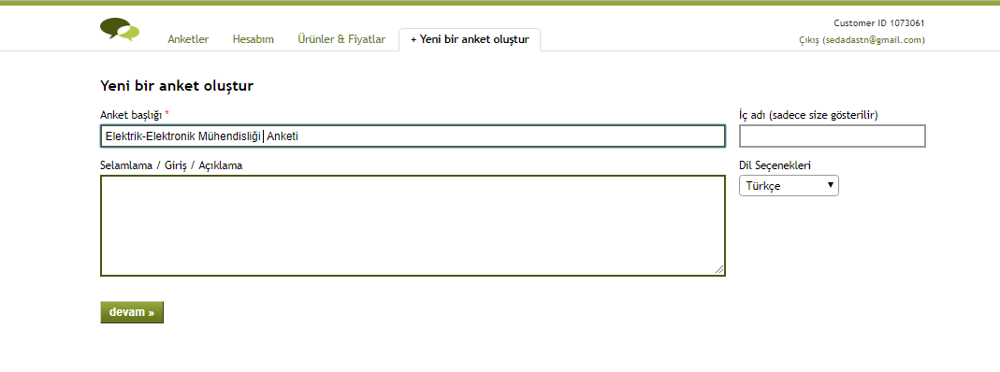 Customer ID 1073061
Anketler Hesabım Ürünler & Fiyatlar + Yeni bir anket oluştur Çıkış (sedadastn@gmail.com)
Yeni bir anket oluştur
Anket başlığı * İç adı (sadece size gösterilir)
Elektrik-Elektronik Mühendisliği Anketi
Selamlama / Giriş / Açıklama Dil Seçenekleri
Türkçe
devam »